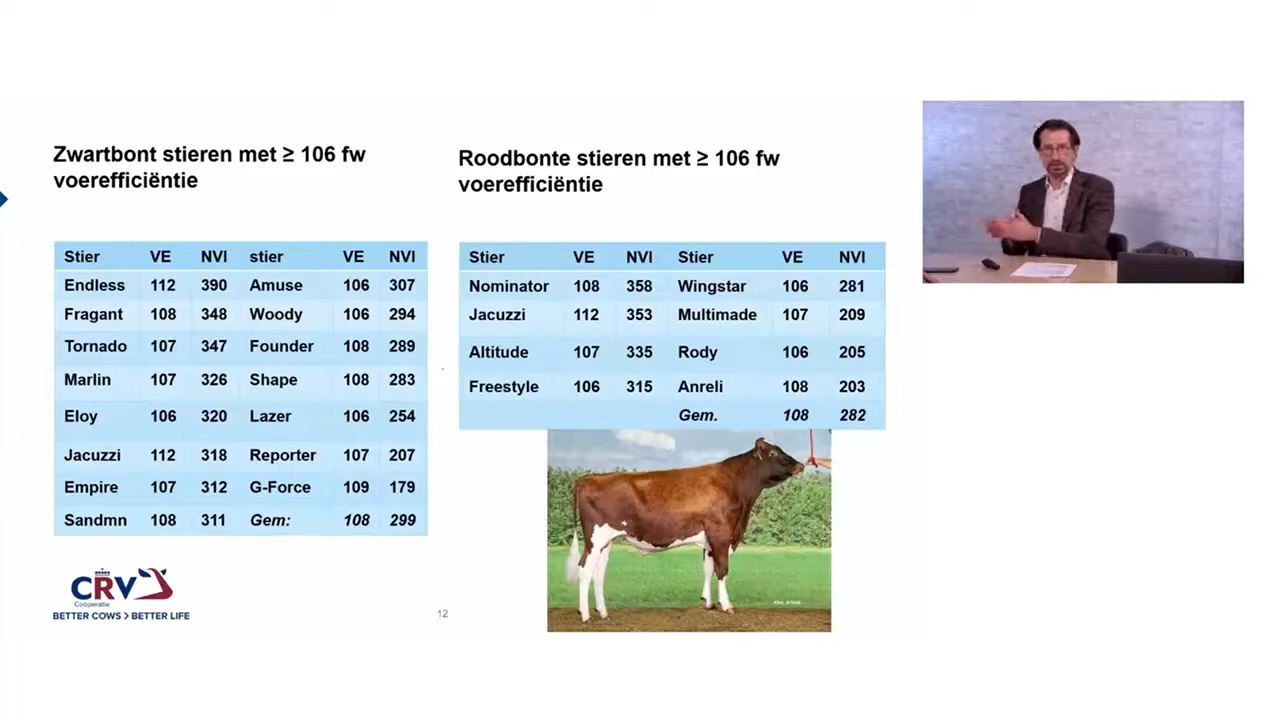 Zwartbont stieren met ≥ 106 fw
voerefficiëntie
Stier VE NVI stier VE NVI
Endless 112 390 Amuse 106 307
Fragant 108 348 Woody 106 294
Tornado 107 347 Founder 108 289
Marlin 107 326 Shape 108 283
Eloy 106 320 Lazer 106 254
Jacuzzi 112 318 Reporter 107 207
Empire 107 312 G-Force 109 179
Sandmn 108 311 Gem: 108 299
Roodbonte stieren met ≥ 106 fw
voerefficiëntie
Stier VE NVI Stier VE NVI
Nominator 108 358 Wingstar 106 281
Jacuzzi 112 353 Multimade 107 209
Altitude 107 335 Rody 106 205
Freestyle 106 315 Anreli 108 203
Gem. 108 282
CRV
Coöperatie
BETTER COWS > BETTER LIFE
12